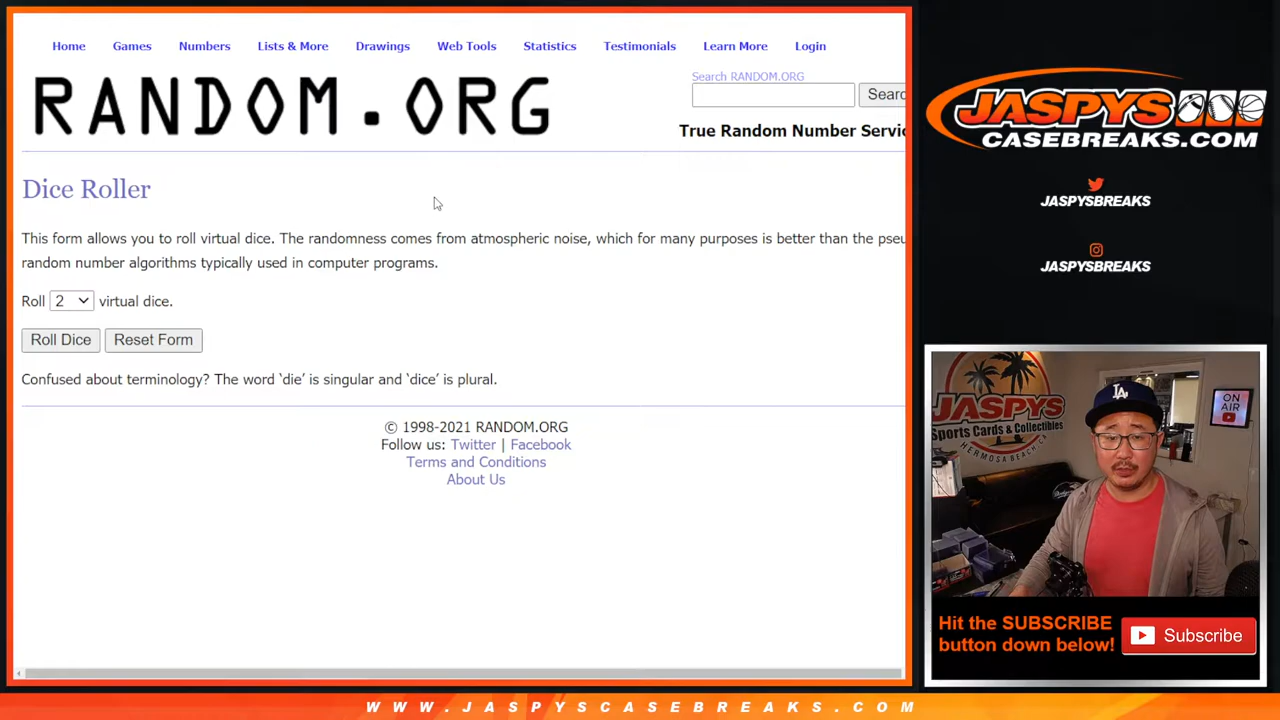 Home Games Numbers Lists & More Drawings Web Tools Statistics Testimonials Learn More Login
RANDOM.ORG
Search RANDOM.ORG
Searc
True Random Number Servic
Dice Roller
This form allows you to roll virtual dice. The randomness comes from atmospheric noise, which for many purposes is better than the pseu
random number algorithms typically used in computer programs.
Roll 2 virtual dice.
Roll Dice Reset Form
Confused about terminology? The word ‘die’ is singular and ‘dice’ is plural.
© 1998-2021 RANDOM.ORG
Follow us: Twitter | Facebook
Terms and Conditions
About Us
JASPYS
CASEBREAKS.COM
JASPYSBREAKS
JASPYSBREAKS
JASPYS
Sports Cards & Collectibles
HERMOSA BEACH, CA
ON
AIR
LA
Hit the SUBSCRIBE
button down below!
Subscribe
WWW.JASPYSCASEBREAKS.COM